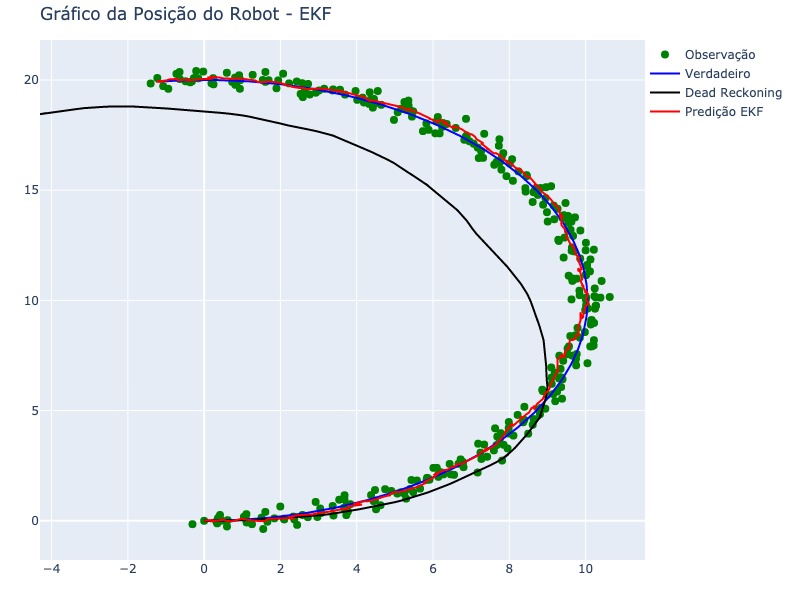 Gráfico da Posição do Robot - EKF
Observação
Verdadeiro
Dead Reckoning
Predição EKF
20
15
10
5
0
−4 −2 0 2 4 6 8 10